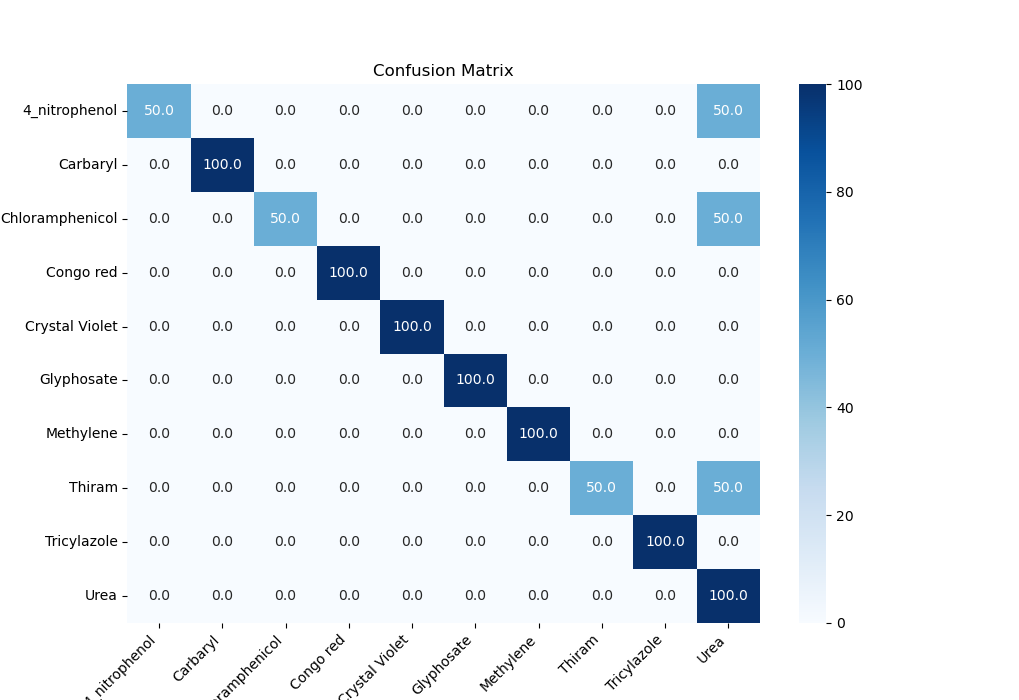 Confusion Matrix
4_nitrophenol 50.0 0.0 0.0 0.0 0.0 0.0 0.0 0.0 0.0 50.0
Carbaryl 0.0 100.0 0.0 0.0 0.0 0.0 0.0 0.0 0.0 0.0
Chloramphenicol 0.0 0.0 50.0 0.0 0.0 0.0 0.0 0.0 0.0 50.0
Congo red 0.0 0.0 0.0 100.0 0.0 0.0 0.0 0.0 0.0 0.0
Crystal Violet 0.0 0.0 0.0 0.0 100.0 0.0 0.0 0.0 0.0 0.0
Glyphosate 0.0 0.0 0.0 0.0 0.0 100.0 0.0 0.0 0.0 0.0
Methylene 0.0 0.0 0.0 0.0 0.0 0.0 100.0 0.0 0.0 0.0
Thiram 0.0 0.0 0.0 0.0 0.0 0.0 0.0 50.0 0.0 50.0
Tricylazole 0.0 0.0 0.0 0.0 0.0 0.0 0.0 0.0 100.0 0.0
Urea 0.0 0.0 0.0 0.0 0.0 0.0 0.0 0.0 0.0 100.0
4_nitrophenol
Carbaryl
ramphenicol
Congo red
Crystal Violet
Glyphosate
Methylene
Thiram
Tricylazole
Urea
100
80
60
40
20
0